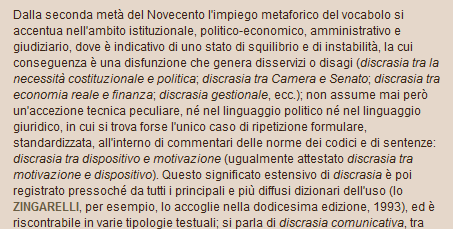 Dalla seconda metà del Novecento l'impiego metaforico del vocabolo si
accentua nell'ambito istituzionale, politico-economico, amministrativo e
giudiziario, dove è indicativo di uno stato di squilibrio e di instabilità, la cui
conseguenza è una disfunzione che genera disservizi o disagi (discrasia tra la
necessità costituzionale e politica; discrasia tra Camera e Senato; discrasia tra
economia reale e finanza; discrasia gestionale, ecc.); non assume mai però
un'accezione tecnica peculiare, né nel linguaggio politico né nel linguaggio
giuridico, in cui si trova forse l'unico caso di ripetizione formulare,
standardizzata, all'interno di commentari delle norme dei codici e di sentenze:
discrasia tra dispositivo e motivazione (ugualmente attestato discrasia tra
motivazione e dispositivo). Questo significato estensivo di discrasia è poi
registrato pressoché da tutti i principali e più diffusi dizionari dell'uso (lo
ZINGARELLI, per esempio, lo accoglie nella dodicesima edizione, 1993), ed è
riscontrabile in varie tipologie testuali; si parla di discrasia comunicativa, tra